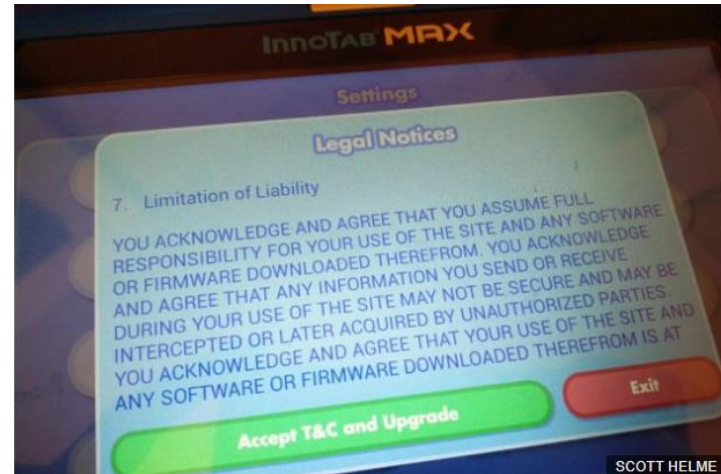 INNOTAB MAX
Settings
Legal Notices
7. Limitation of Liability
YOU ACKNOWLEDGE AND AGREE THAT YOU ASSUME FULL
RESPONSIBILITY FOR YOUR USE OF THE SITE AND ANY SOFTWARE
OR FIRMWARE DOWNLOADED THEREFROM. YOU ACKNOWLEDGE
AND AGREE THAT ANY INFORMATION YOU SEND OR RECEIVE
DURING YOUR USE OF THE SITE MAY NOT BE SECURE AND MAY BE
INTERCEPTED OR LATER ACQUIRED BY UNAUTHORIZED PARTIES.
YOU ACKNOWLEDGE AND AGREE THAT YOUR USE OF THE SITE AND
ANY SOFTWARE OR FIRMWARE DOWNLOADED THEREFROM IS AT
Accept T&C and Upgrade
Exit
SCOTT HELME